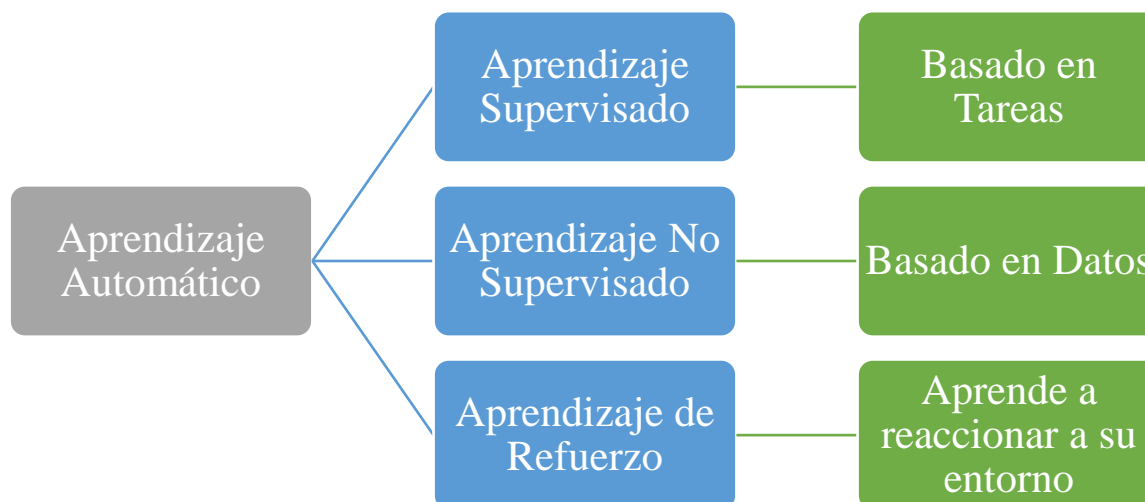 Aprendizaje
Automático
Aprendizaje
Supervisado
Basado en
Tareas
Aprendizaje No
Supervisado
Basado en Datos
Aprendizaje de
Refuerzo
Aprende a
reaccionar a su
entorno